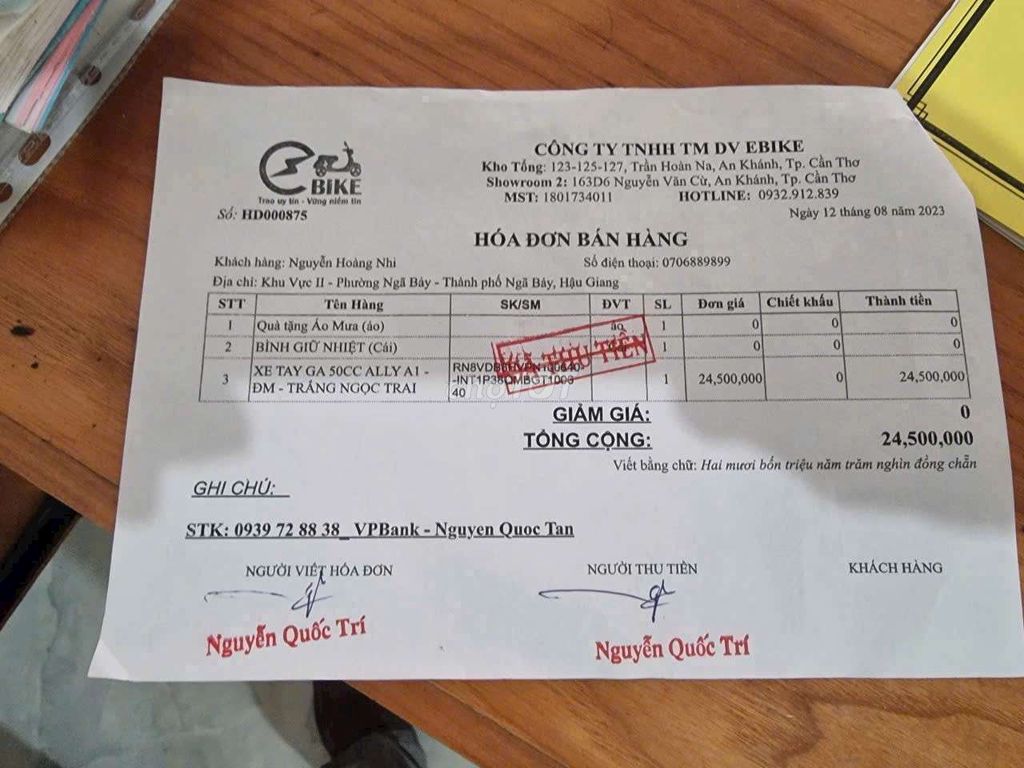 EBIKE
Trao uy tín - Vững niềm tin
Số: HD000875
CÔNG TY TNHH TM DV EBIKE
Kho Tổng: 123-125-127, Trần Hoàn Na, An Khánh, Tp. Cần Thơ
Showroom 2: 163D6 Nguyễn Văn Cừ, An Khánh, Tp. Cần Thơ
MST: 1801734011 HOTLINE: 0932.912.839
Ngày 12 tháng 08 năm 2023
HÓA ĐƠN BÁN HÀNG
Khách hàng: Nguyễn Hoàng Nhi Số điện thoại: 0706889899
Địa chỉ: Khu Vực II - Phường Ngã Bảy - Thành phố Ngã Bảy, Hậu Giang
STT Tên Hàng SK/SM ĐVT SL Đơn giá Chiết khấu Thành tiền
1 Quà tặng Áo Mưa (áo) áo 1 0 0 0
2 BÌNH GIỮ NHIỆT (Cái) 1 0 0 0
3 XE TAY GA 50CC ALLY A1 - ĐM - TRẮNG NGỌC TRAI 1 24,500,000 0 24,500,000
ĐÃ THU TIỀN
GIẢM GIÁ: 0
TỔNG CỘNG: 24,500,000
Viết bằng chữ: Hai mươi bốn triệu năm trăm nghìn đồng chẵn
GHI CHÚ:
STK: 0939 72 88 38_ VPBank - Nguyen Quoc Tan
NGƯỜI VIẾT HÓA ĐƠN NGƯỜI THU TIỀN KHÁCH HÀNG
Nguyễn Quốc Trí Nguyễn Quốc Trí